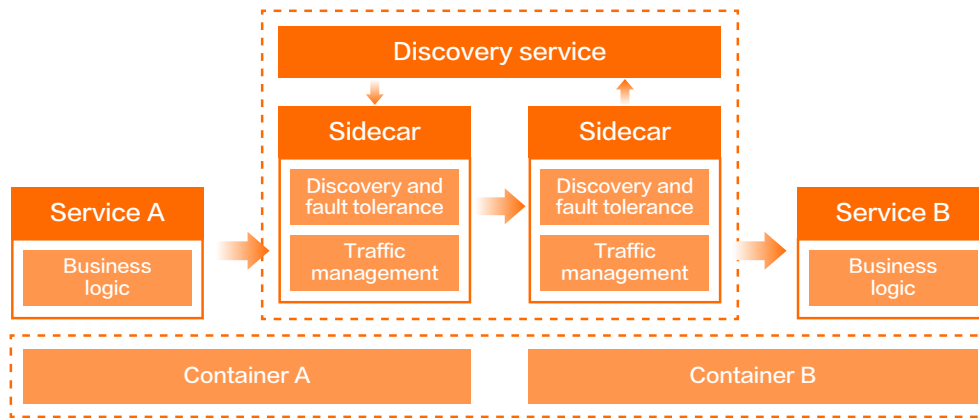 Discovery service
Sidecar
Discovery and
fault tolerance
Traffic
management
Sidecar
Discovery and
fault tolerance
Traffic
management
Service A
Business
logic
Service B
Business
logic
Container A
Container B